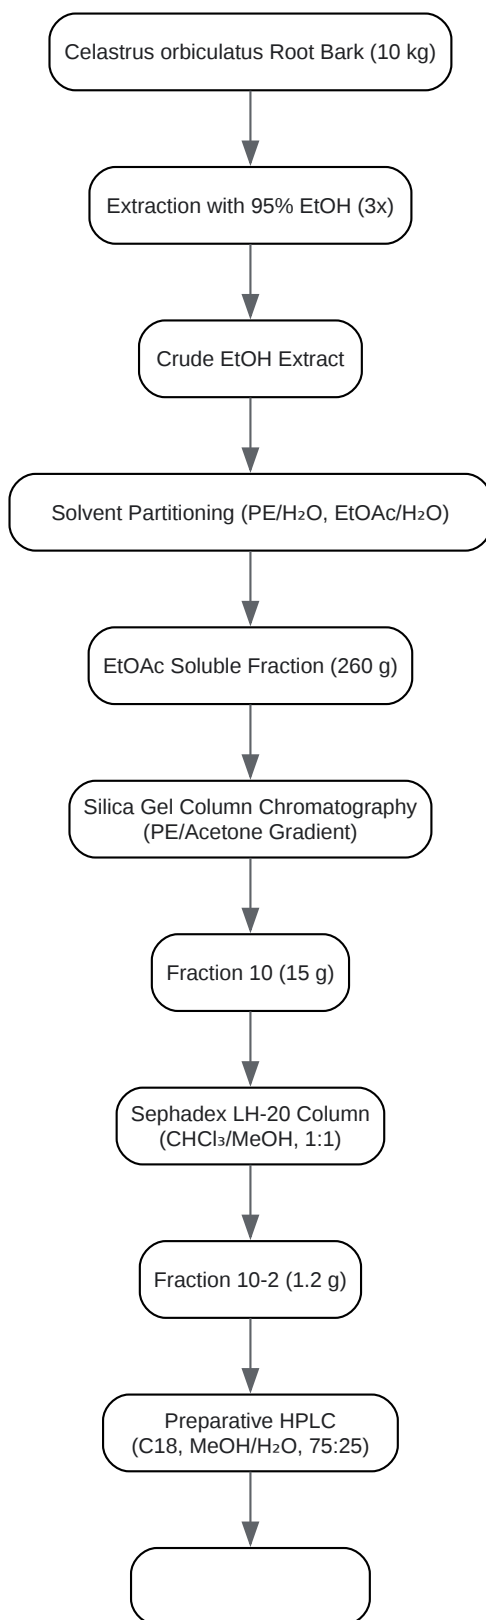 Celastrus orbiculatus Root Bark (10 kg)
Extraction with 95% EtOH (3x)
Crude EtOH Extract
Solvent Partitioning (PE/H₂O, EtOAc/H₂O)
EtOAc Soluble Fraction (260 g)
Silica Gel Column Chromatography
(PE/Acetone Gradient)
Fraction 10 (15 g)
Sephadex LH-20 Column
(CHCl₃/MeOH, 1:1)
Fraction 10-2 (1.2 g)
Preparative HPLC
(C18, MeOH/H₂O, 75:25)